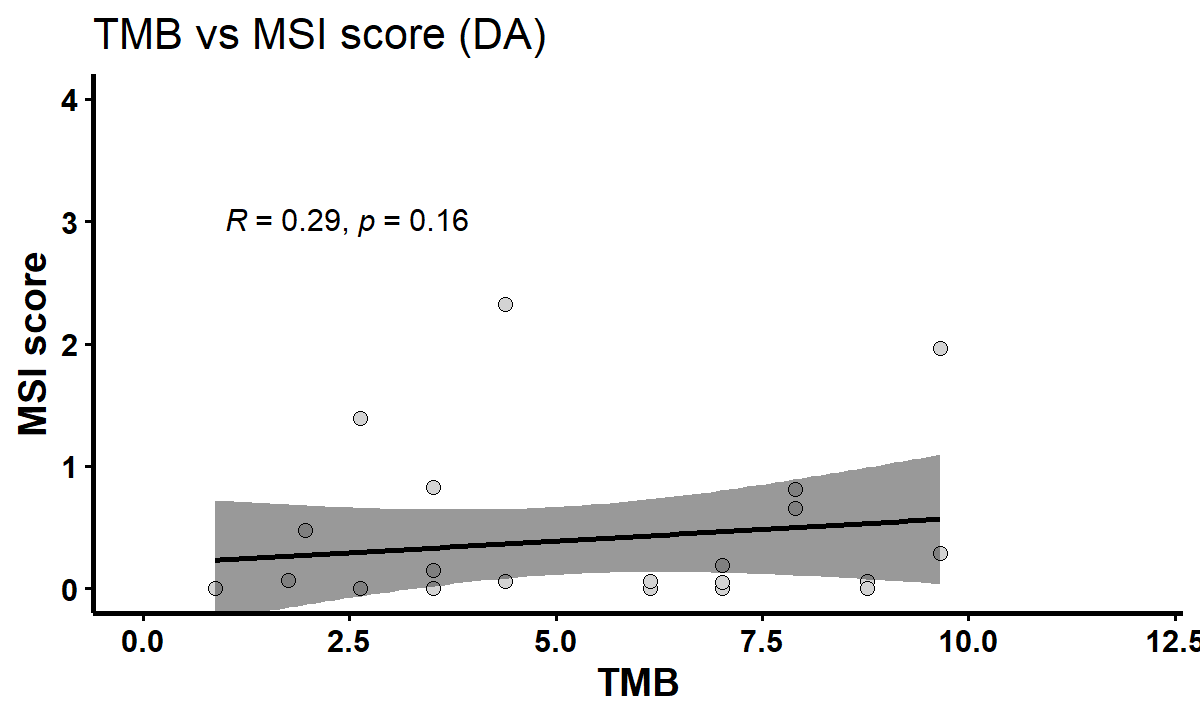 TMB vs MSI score (DA)
4
3
2
1
0
MSI score
R = 0.29, p = 0.16
0.0 2.5 5.0 7.5 10.0 12.5
TMB